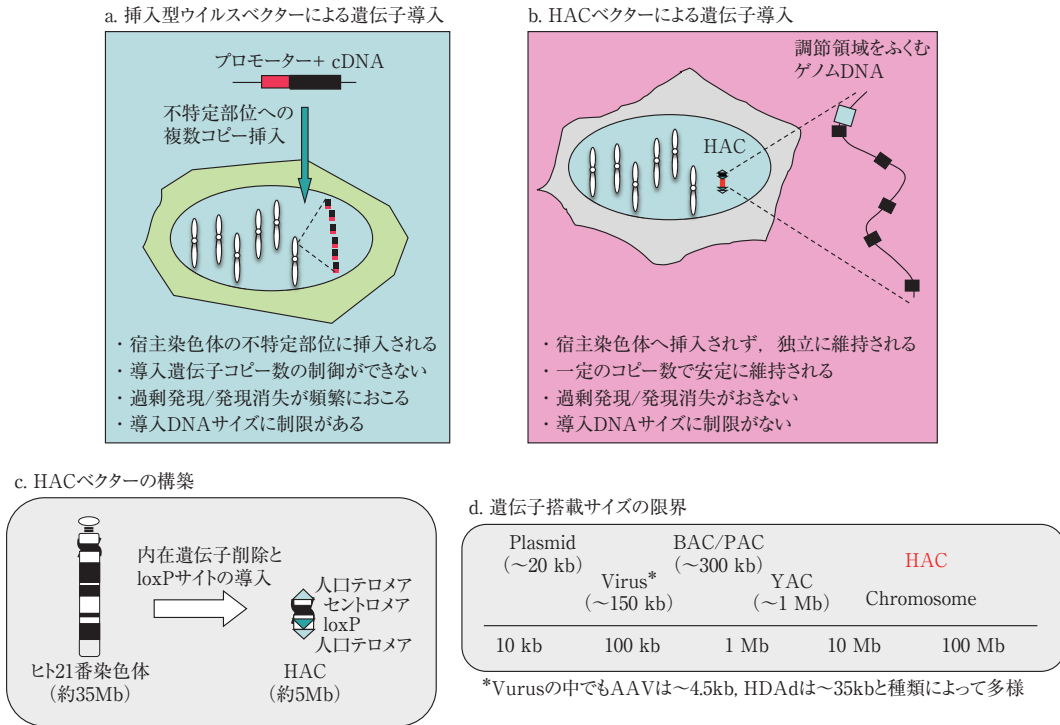 a. 挿入型ウイルスベクターによる遺伝子導入
プロモーター+ cDNA
不特定部位への
複数コピー挿入
・宿主染色体の不特定部位に挿入される
・導入遺伝子コピー数の制御ができない
・過剰発現/発現消失が頻繁におこる
・導入DNAサイズに制限がある
b. HACベクターによる遺伝子導入
調節領域をふくむ
ゲノムDNA
HAC
・宿主染色体へ挿入されず，独立に維持される
・一定のコピー数で安定に維持される
・過剰発現/発現消失がおきない
・導入DNAサイズに制限がない
c. HACベクターの構築
内在遺伝子削除と
loxPサイトの導入
人口テロメア
セントロメア
loxP
人口テロメア
ヒト21番染色体
(約35Mb)
HAC
(約5Mb)
d. 遺伝子搭載サイズの限界
Plasmid
(～20 kb)
Virus*
(～150 kb)
BAC/PAC
(～300 kb)
YAC
(～1 Mb)
HAC
Chromosome
10 kb 100 kb 1 Mb 10 Mb 100 Mb
*Vurusの中でもAAVは～4.5kb, HDAdは～35kbと種類によって多様